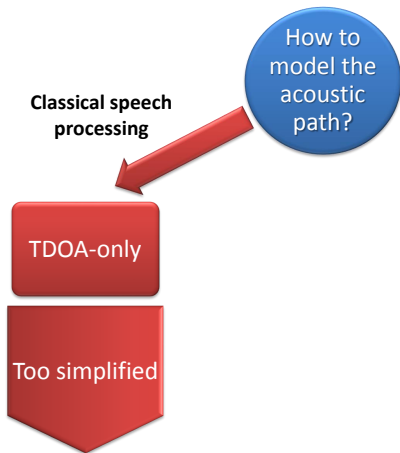 How to
model the
acoustic
path?
Classical speech
processing
TDOA-only
Too simplified